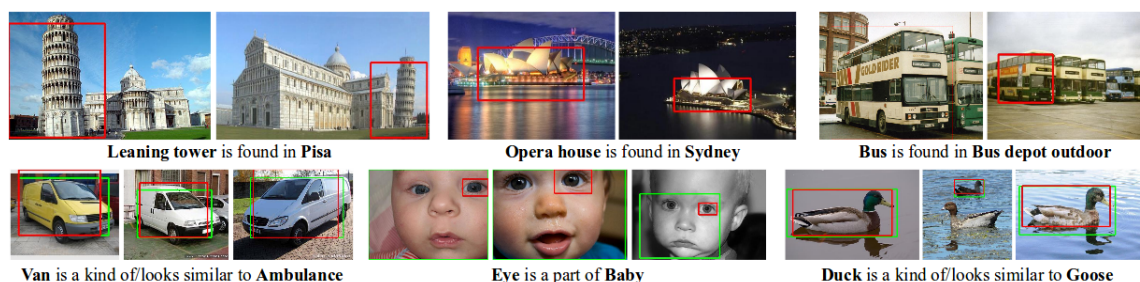 GOLD RIDER
Leaning tower is found in Pisa
Opera house is found in Sydney
Bus is found in Bus depot outdoor
Van is a kind of/looks similar to Ambulance
Eye is a part of Baby
Duck is a kind of/looks similar to Goose